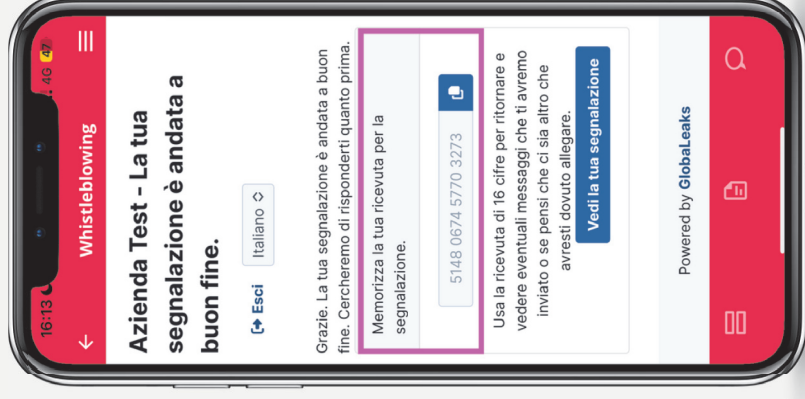 16:13
4G 47
Whistleblowing
Azienda Test - La tua
segnalazione è andata a
buon fine.
Esci
Italiano
Grazie. La tua segnalazione è andata a buon
fine. Cercheremo di risponderti quanto prima.
Memorizza la tua ricevuta per la
segnalazione.
5148 0674 5770 3273
Usa la ricevuta di 16 cifre per ritornare e
vedere eventuali messaggi che ti avremo
inviato o se pensi che ci sia altro che
avresti dovuto allegare.
Vedi la tua segnalazione
Powered by GlobaLeaks